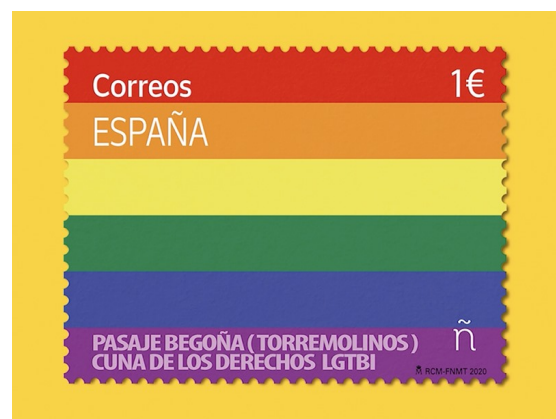 Correos 1€
ESPAÑA
ñ
PASAJE BEGOÑA ( TORREMOLINOS )
CUNA DE LOS DERECHOS LGTBI
RCM-FNMT 2020